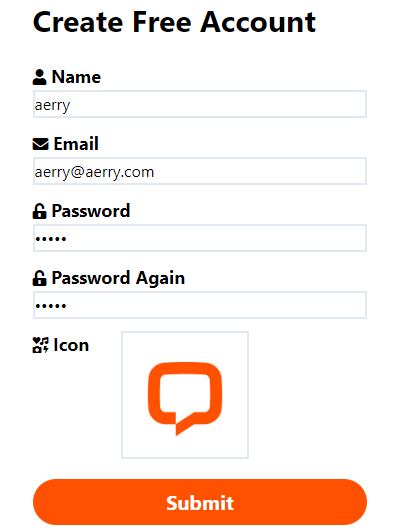 Create Free Account
Name
aerry
Email
aerry@aerry.com
Password
•••••
Password Again
•••••
Icon
Submit